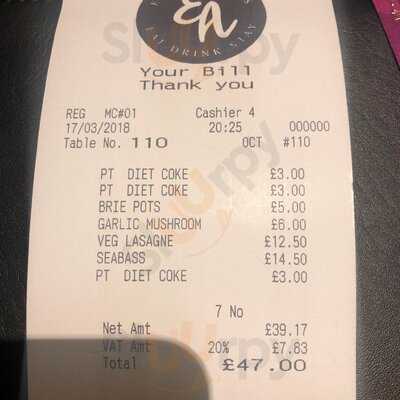 EA
EAT DRINK STAY
Your Bill
Thank you
REG MC#01 Cashier 4
17/03/2018 20:25 000000
Table No. 110 OCT #110
PT DIET COKE £3.00
PT DIET COKE £3.00
BRIE POTS £5.00
GARLIC MUSHROOM £6.00
VEG LASAGNE £12.50
SEABASS £14.50
PT DIET COKE £3.00
7 No
Net Amt £39.17
VAT Amt 20% £7.83
Total £47.00